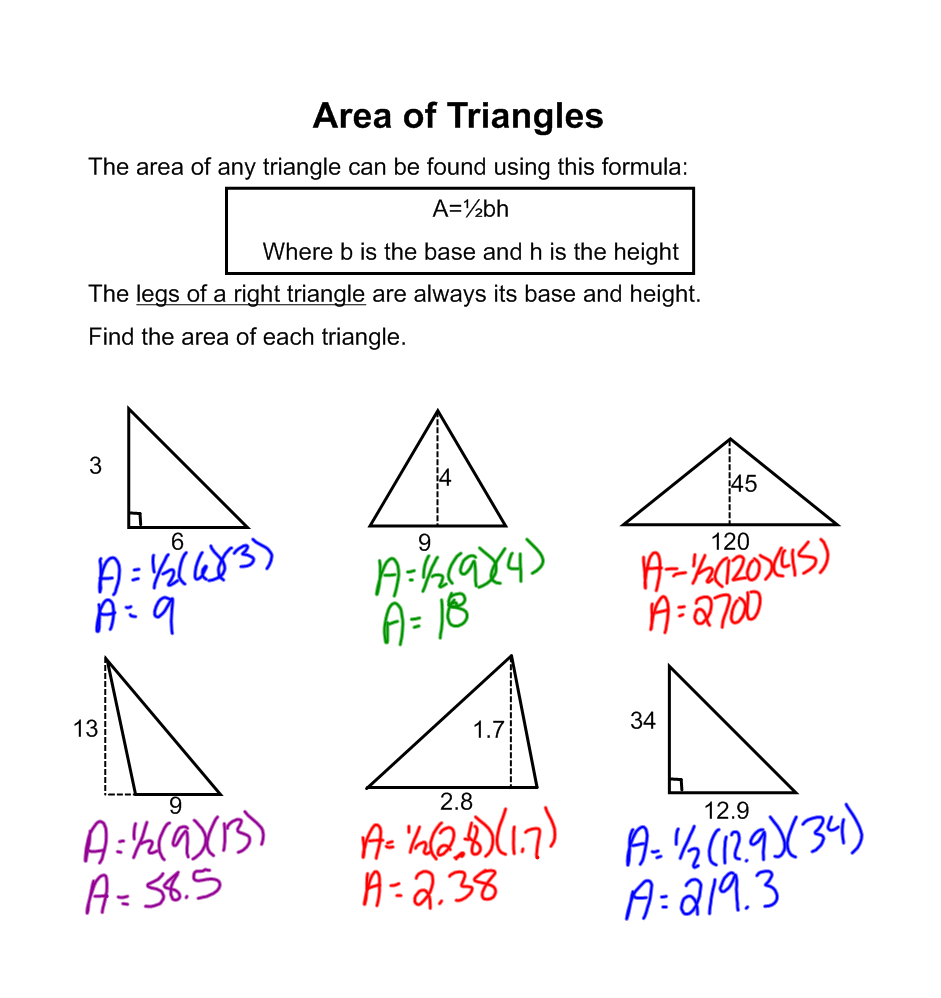 Area of Triangles
The area of any triangle can be found using this formula:
A=½bh
Where b is the base and h is the height
The legs of a right triangle are always its base and height.
Find the area of each triangle.
3
6
A=½(6)(3)
A=9
4
9
A=½(9)(4)
A=18
45
120
A=½(120)(45)
A=2700
13
9
A=½(9)(13)
A=58.5
1.7
2.8
A=½(2.8)(1.7)
A=2.38
34
12.9
A=½(12.9)(34)
A=219.3